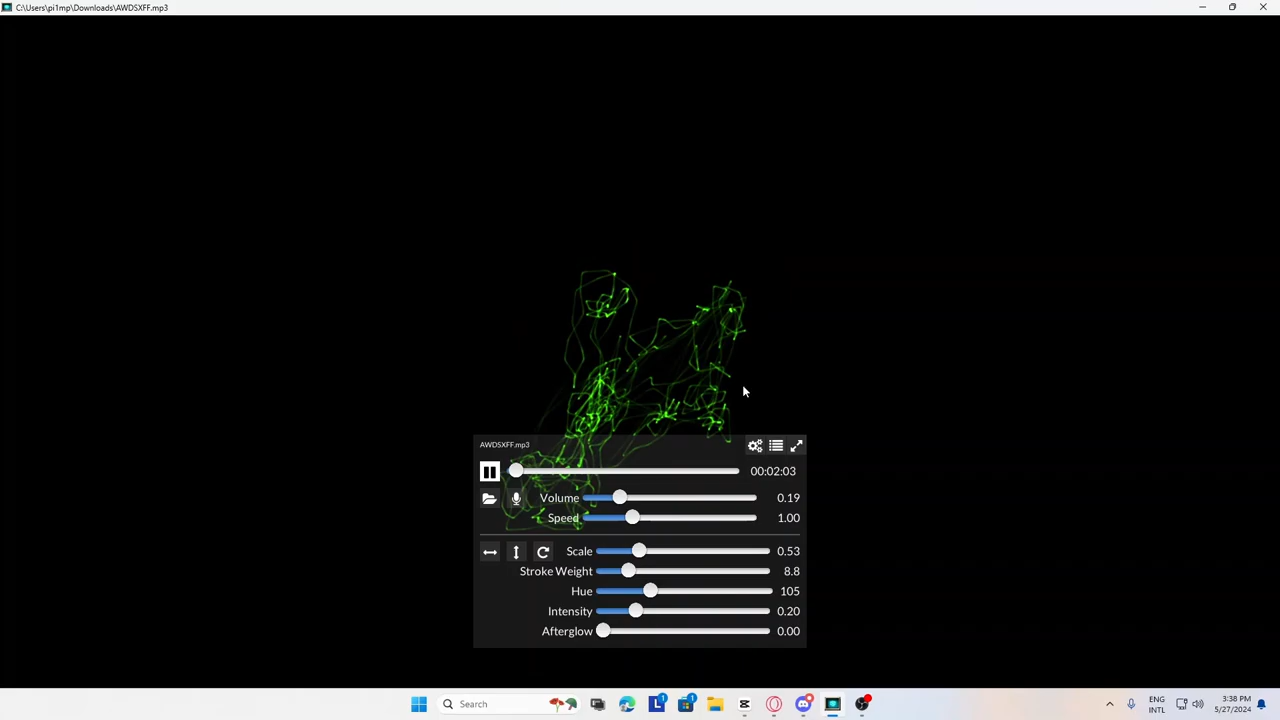 C:\Users\pi1mp\Downloads\AWDSXFF.mp3
AWDSXFF.mp3
00:02:03
Volume 0.19
Speed 1.00
Scale 0.53
Stroke Weight 8.8
Hue 105
Intensity 0.20
Afterglow 0.00
Search
L 1
1
ENG
INTL
3:38 PM
5/27/2024